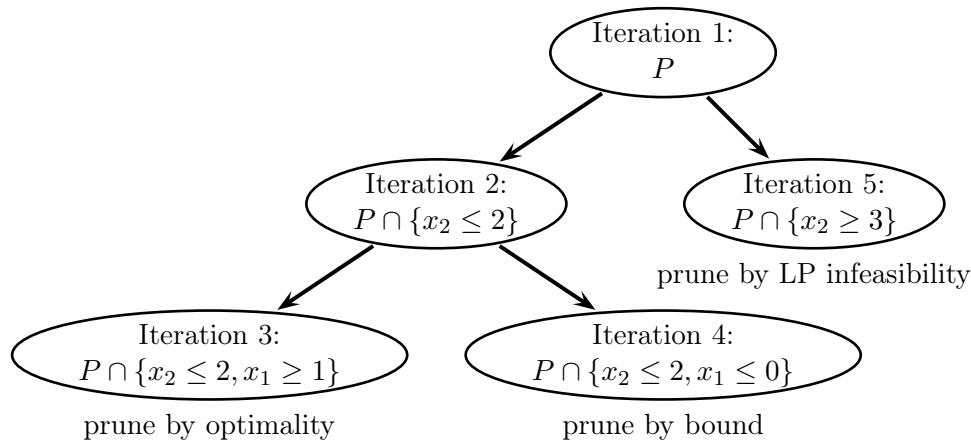 Iteration 1:
P
Iteration 2:
P ∩ {x₂ ≤ 2}
Iteration 5:
P ∩ {x₂ ≥ 3}
prune by LP infeasibility
Iteration 3:
P ∩ {x₂ ≤ 2, x₁ ≥ 1}
prune by optimality
Iteration 4:
P ∩ {x₂ ≤ 2, x₁ ≤ 0}
prune by bound